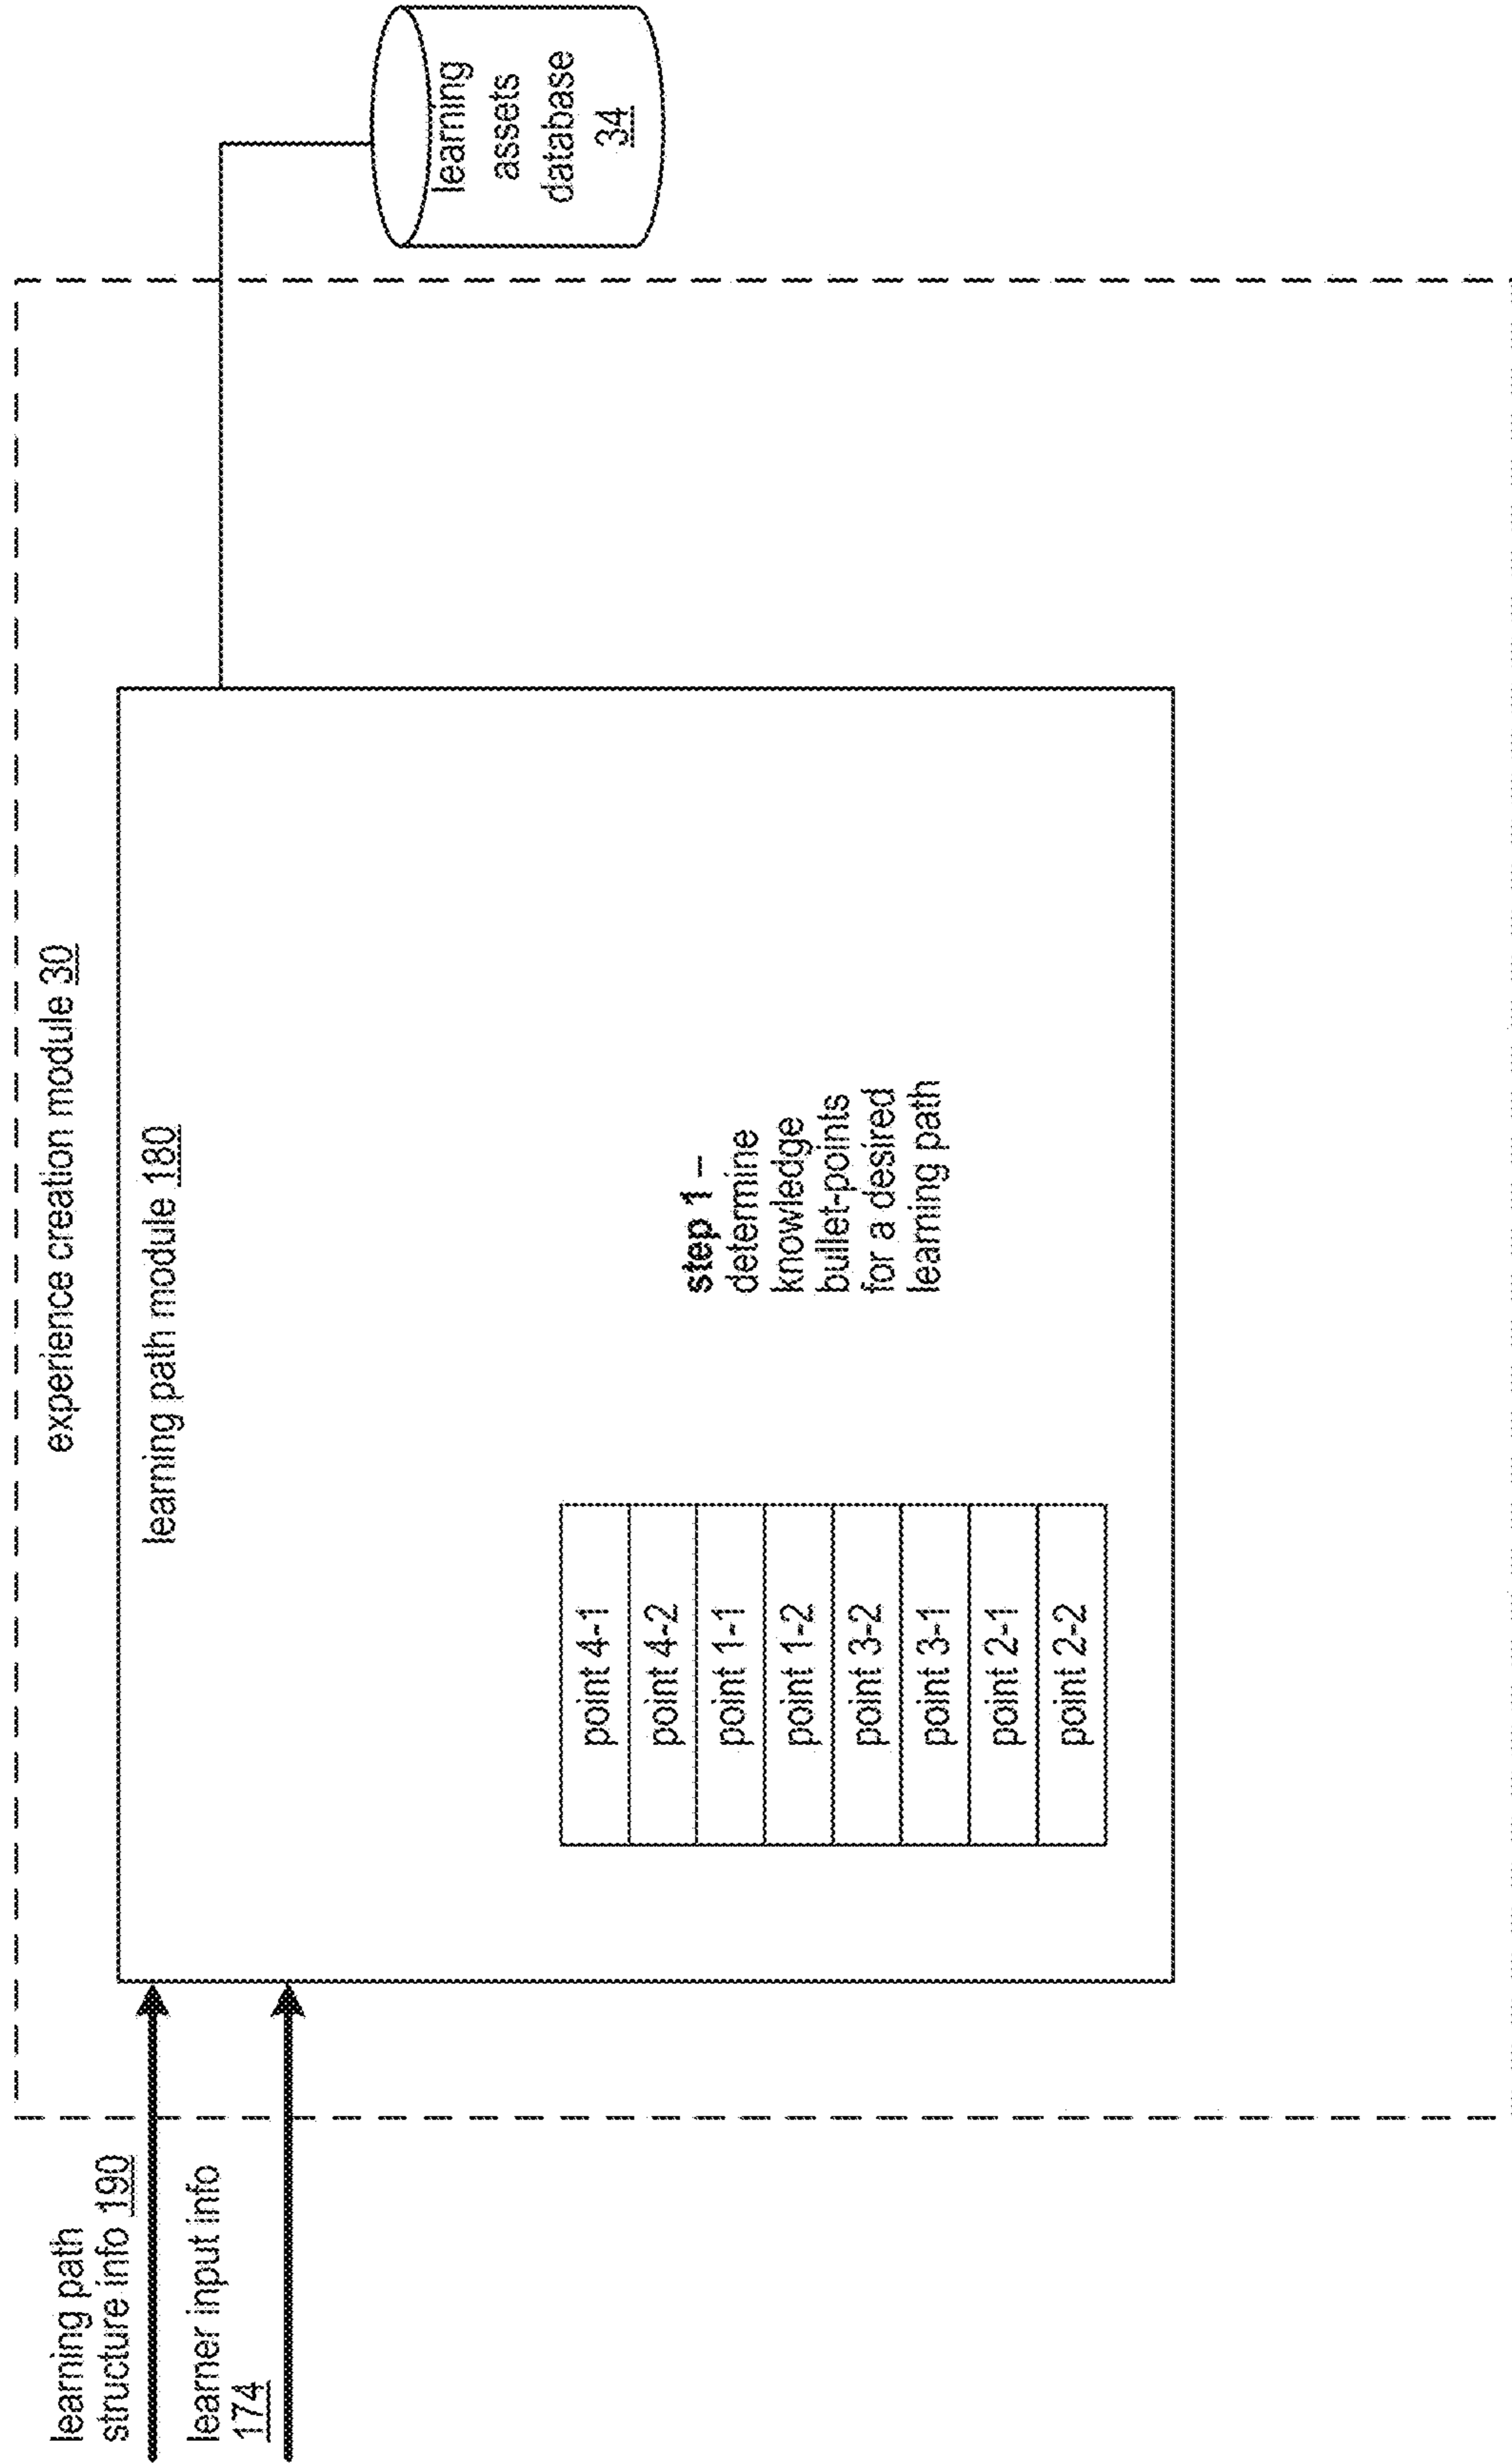 experience creation module 30
learning path
structure info 190
learner input info
174
learning path module 180
learning
assets
database
34
point 4-1
point 4-2
point 1-1
point 1-2
point 3-2
point 3-1
point 2-1
point 2-2
step 1 –
determine
knowledge
bullet-points
for a desired
learning path